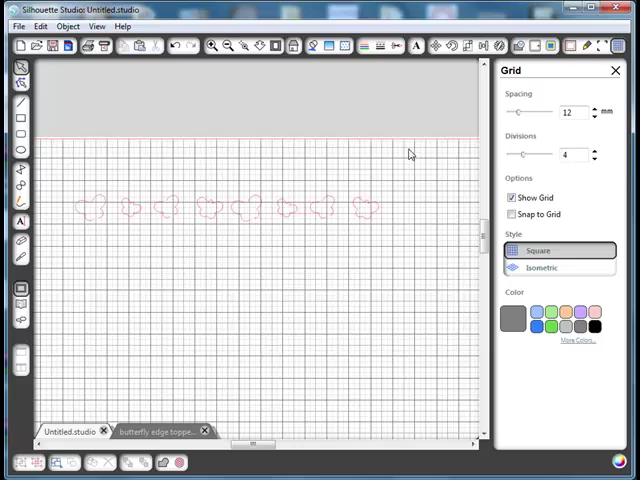 Silhouette Studio: Untitled.studio
File Edit Object View Help
A
Grid
Spacing
12 mm
Divisions
4
Options
Show Grid
Snap to Grid
Style
Square
Isometric
Color
More Colors...
A
Untitled.studio butterfly edge toppe...